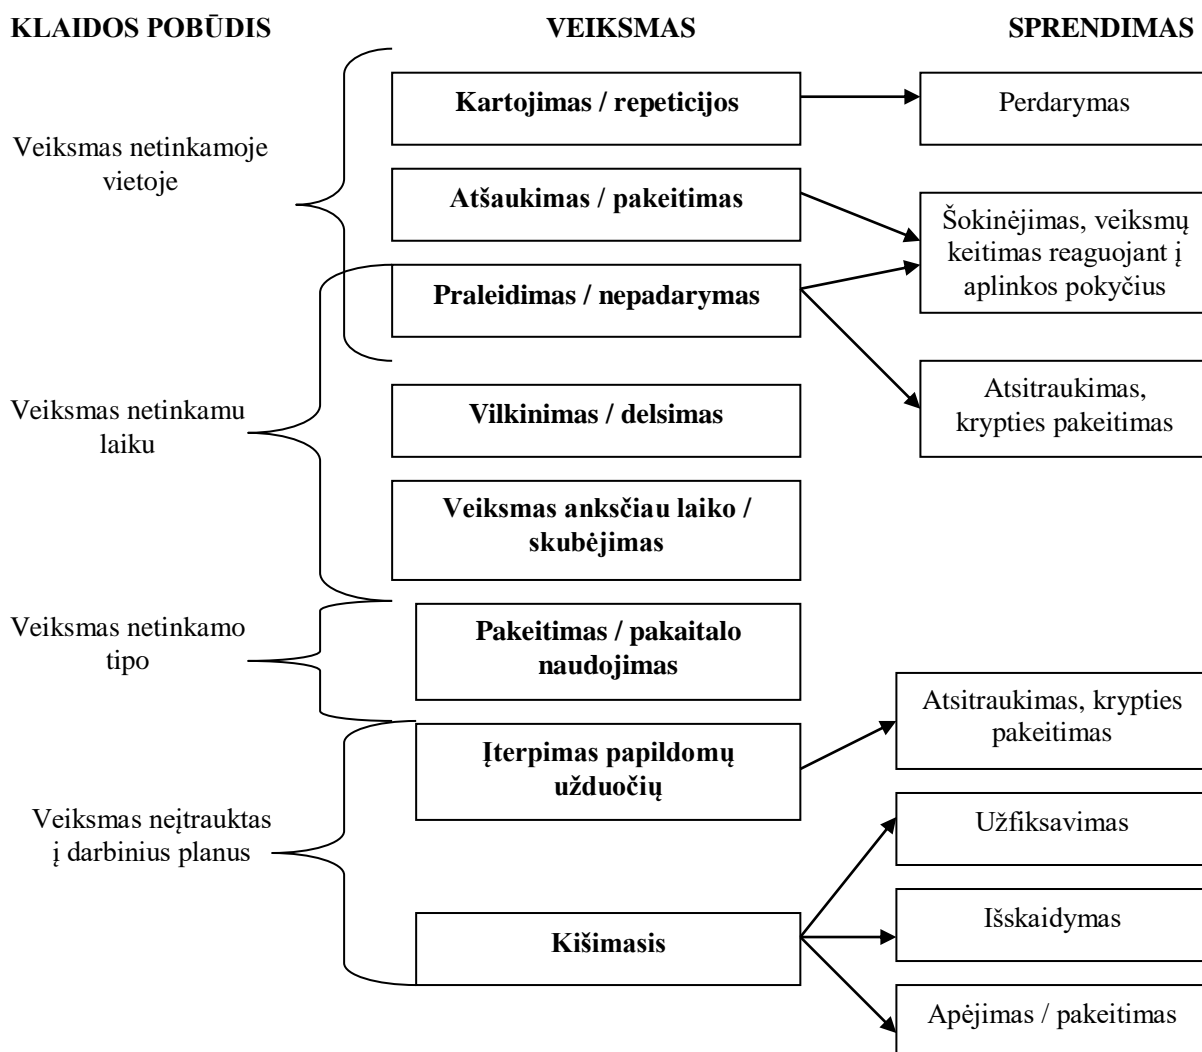 KLAIDOS POBŪDIS
VEIKSMAS
SPRENDIMAS
Veiksmas netinkamoje
vietoje
Kartojimas / repeticijos
Perdarymas
Atšaukimas / pakeitimas
Šokinėjimas, veiksmų
keitimas reaguojant į
aplinkos pokyčius
Praleidimas / nepadarymas
Atsitraukimas,
krypties pakeitimas
Veiksmas netinkamu
laiku
Vilkinimas / delsimas
Veiksmas anksčiau laiko /
skubėjimas
Veiksmas netinkamo
tipo
Pakeitimas / pakaitalo
naudojimas
Veiksmas neįtrauktas
į darbinius planus
Įterpimas papildomų
užduočių
Atsitraukimas, krypties
pakeitimas
Kišimasis
Užfiksavimas
Išskaidymas
Apėjimas / pakeitimas